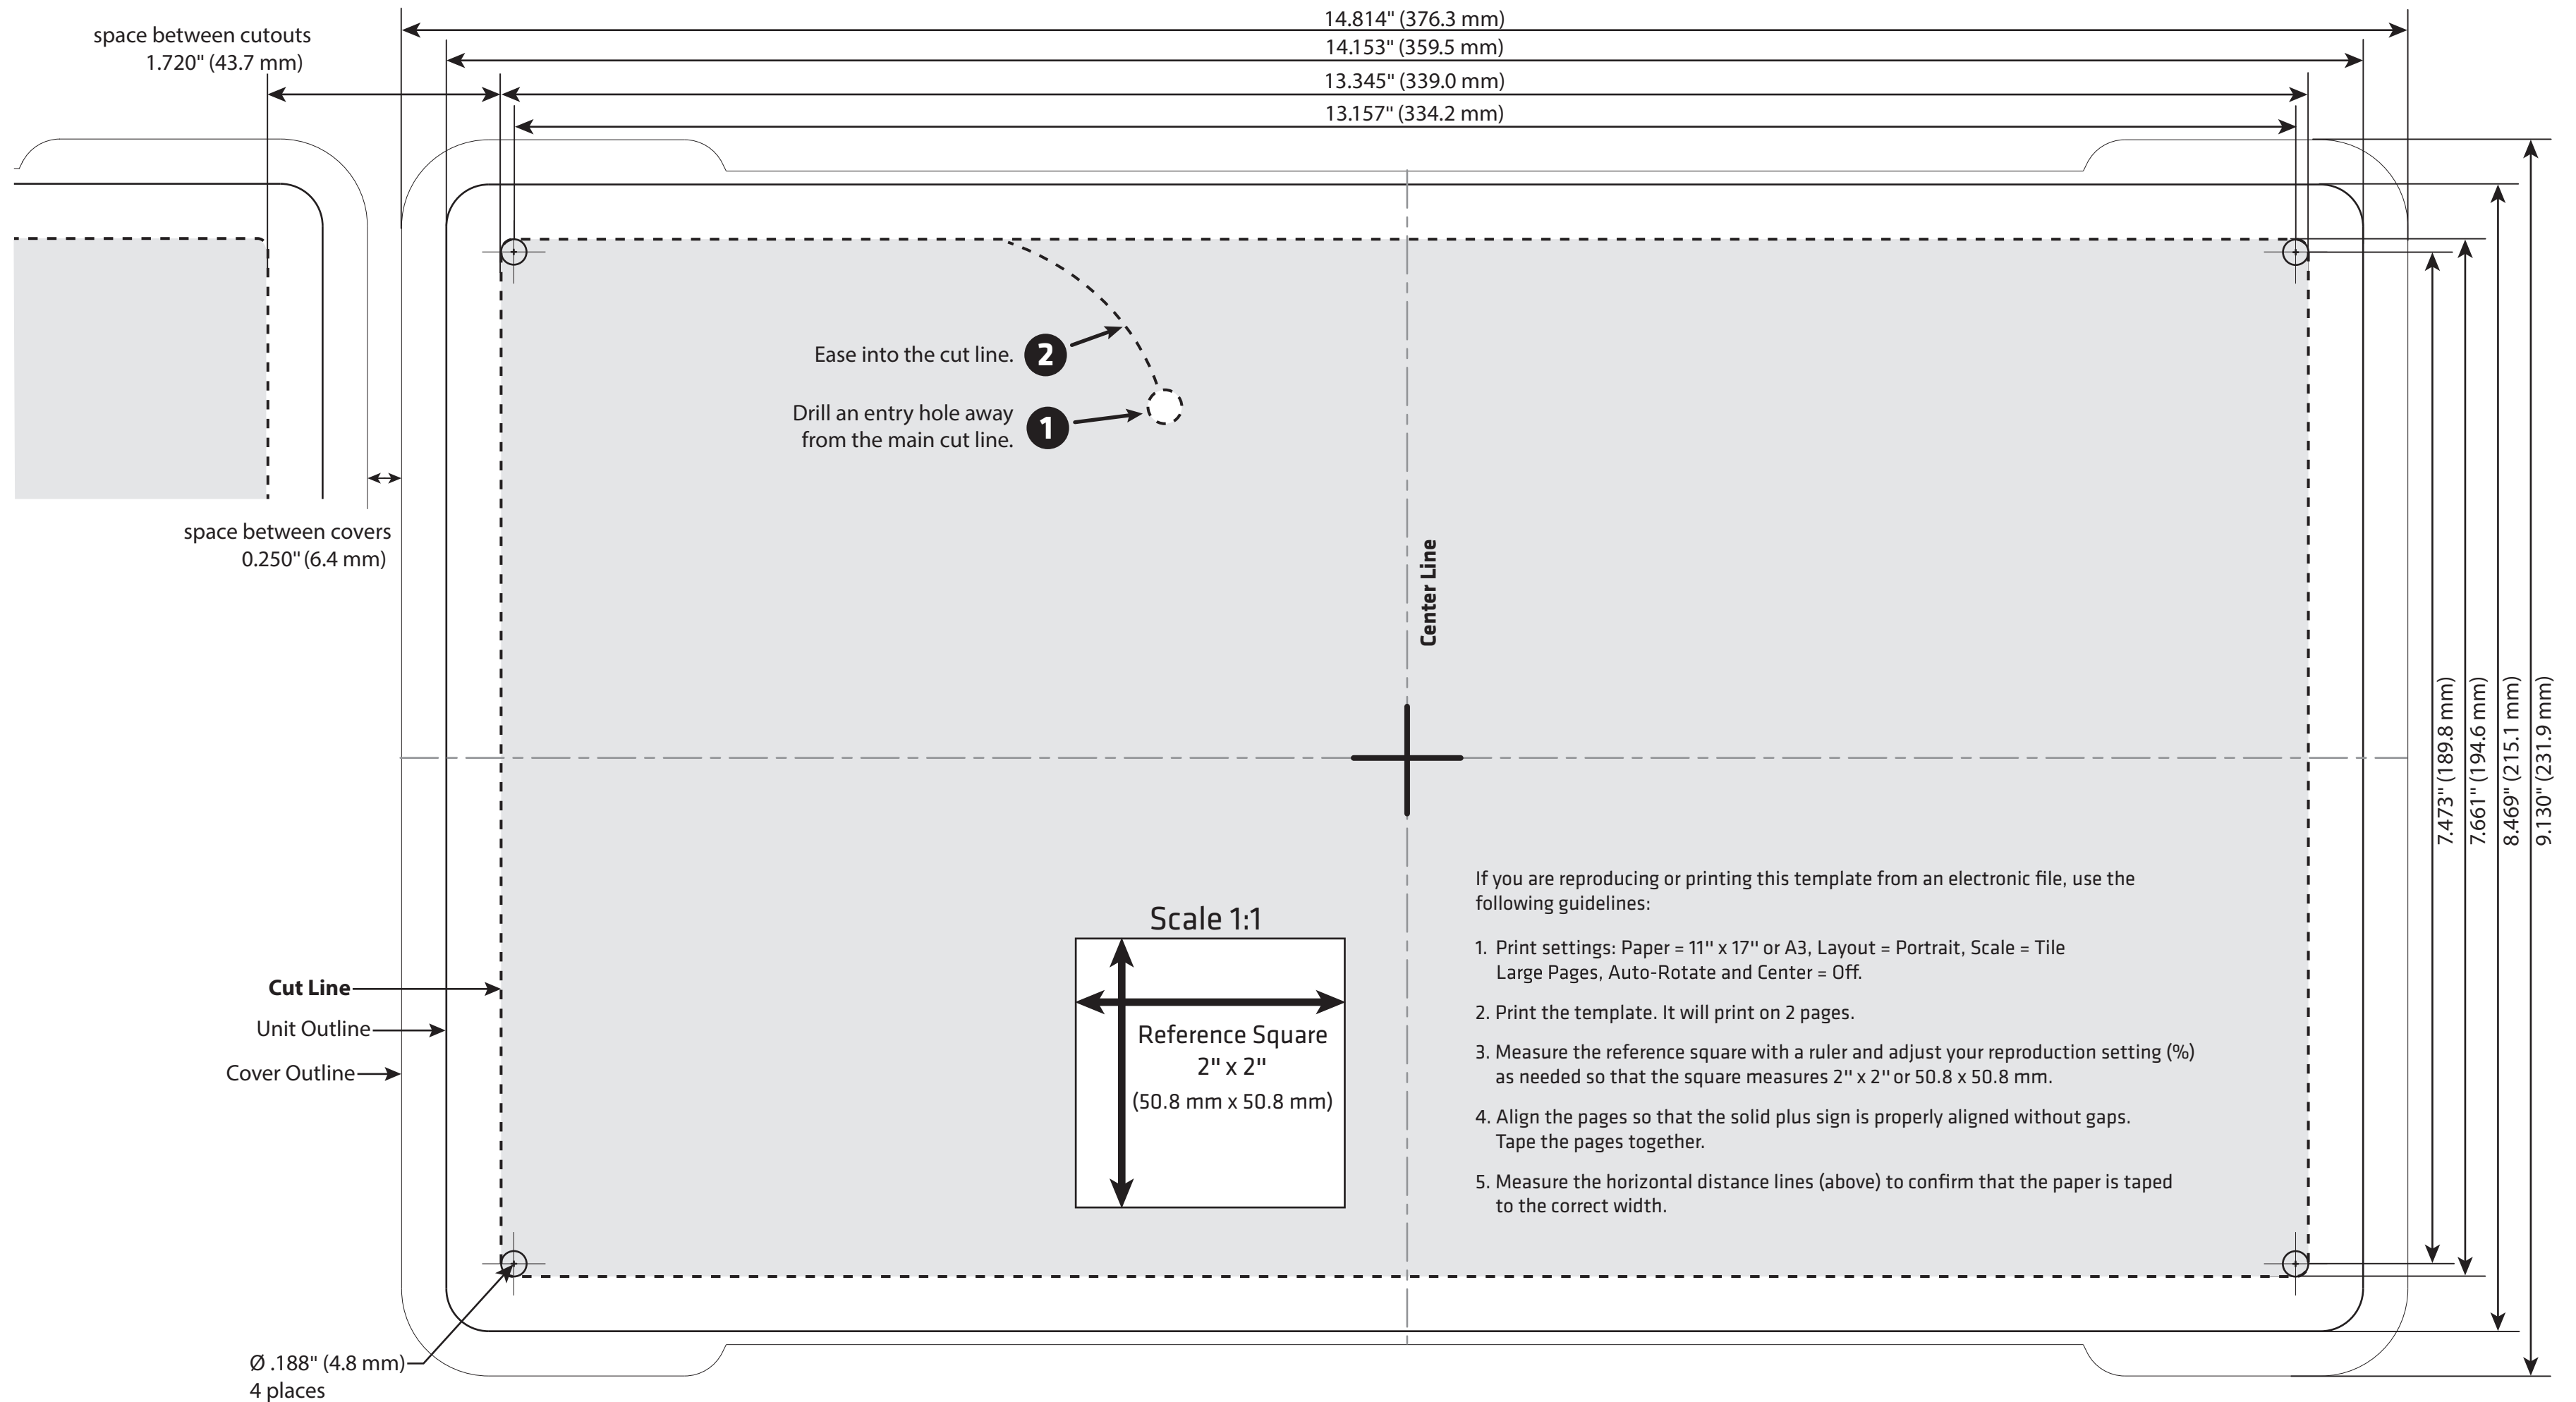 14.814" (376.3 mm)
14.153" (359.5 mm)
13.345" (339.0 mm)
13.157" (334.2 mm)
space between cutouts
1.720" (43.7 mm)
Ease into the cut line.
2
Drill an entry hole away
from the main cut line.
1
space between covers
0.250" (6.4 mm)
Center Line
7.473" (189.8 mm)
7.661" (194.6 mm)
8.469" (215.1 mm)
9.130" (231.9 mm)
Scale 1:1
Reference Square
2" x 2"
(50.8 mm x 50.8 mm)
If you are reproducing or printing this template from an electronic file, use the
following guidelines:
1. Print settings: Paper = 11" x 17" or A3, Layout = Portrait, Scale = Tile
Large Pages, Auto-Rotate and Center = Off.
2. Print the template. It will print on 2 pages.
3. Measure the reference square with a ruler and adjust your reproduction setting (%)
as needed so that the square measures 2" x 2" or 50.8 x 50.8 mm.
4. Align the pages so that the solid plus sign is properly aligned without gaps.
Tape the pages together.
5. Measure the horizontal distance lines (above) to confirm that the paper is taped
to the correct width.
Cut Line
Unit Outline
Cover Outline
Ø .188" (4.8 mm)
4 places